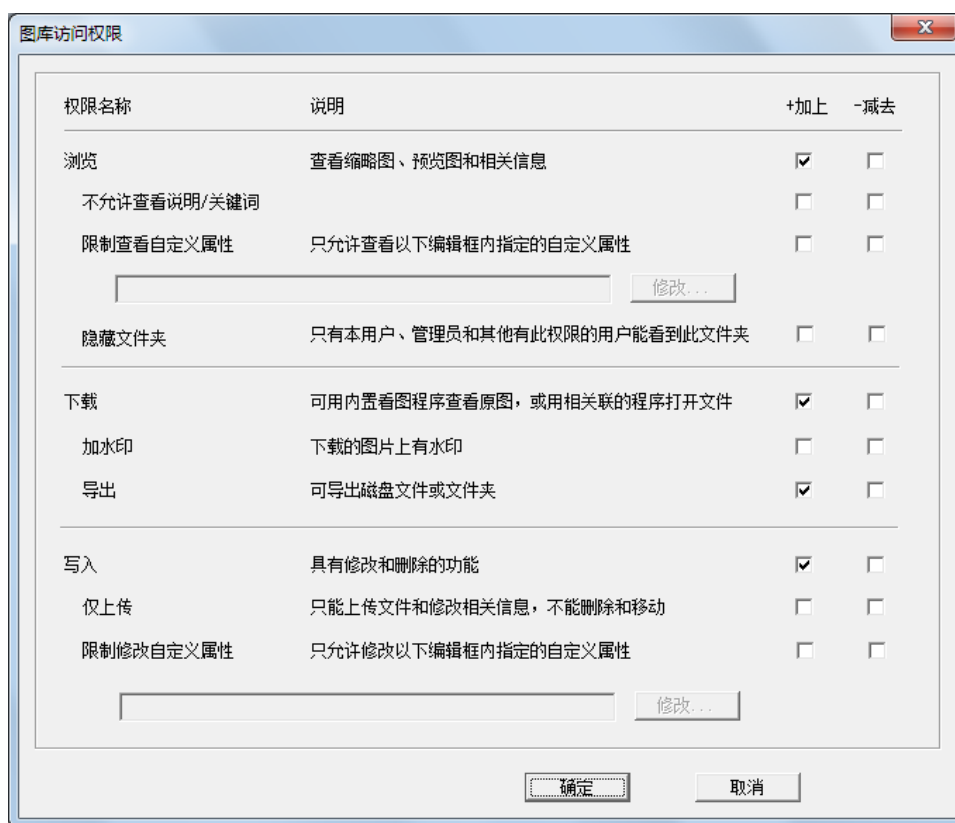 图库访问权限
权限名称 说明 +加上 -减去
浏览 查看缩略图、预览图和相关信息
不允许查看说明/关键词
限制查看自定义属性 只允许查看以下编辑框内指定的自定义属性
修改...
隐藏文件夹 只有本用户、管理员和其他有此权限的用户能看到此文件夹
下载 可用内置看图程序查看原图，或用相关联的程序打开文件
加水印 下载的图片上有水印
导出 可导出磁盘文件或文件夹
写入 具有修改和删除的功能
仅上传 只能上传文件和修改相关信息，不能删除和移动
限制修改自定义属性 只允许修改以下编辑框内指定的自定义属性
修改...
确定 取消